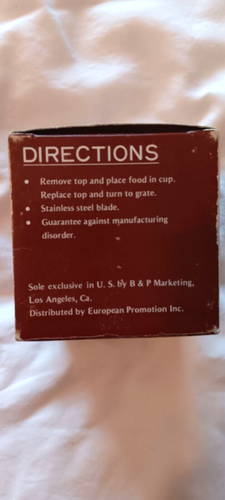 DIRECTIONS
• Remove top and place food in cup.
Replace top and turn to grate.
• Stainless steel blade.
• Guarantee against manufacturing
disorder.
Sole exclusive in U. S. by B & P Marketing,
Los Angeles, Ca.
Distributed by European Promotion Inc.